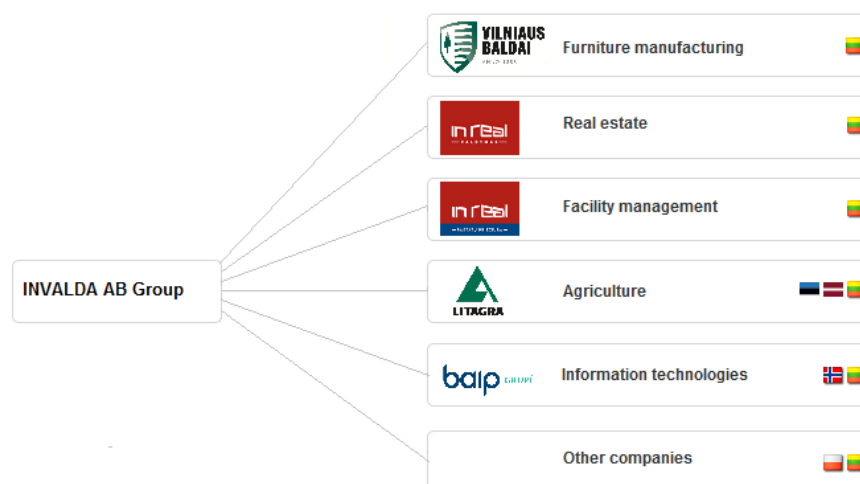 VILNIAUS
BALDAI
Furniture manufacturing
in real
Real estate
in real
Facility management
INVALDA AB Group
LITAGRA
Agriculture
baip GRUPĖ
Information technologies
Other companies